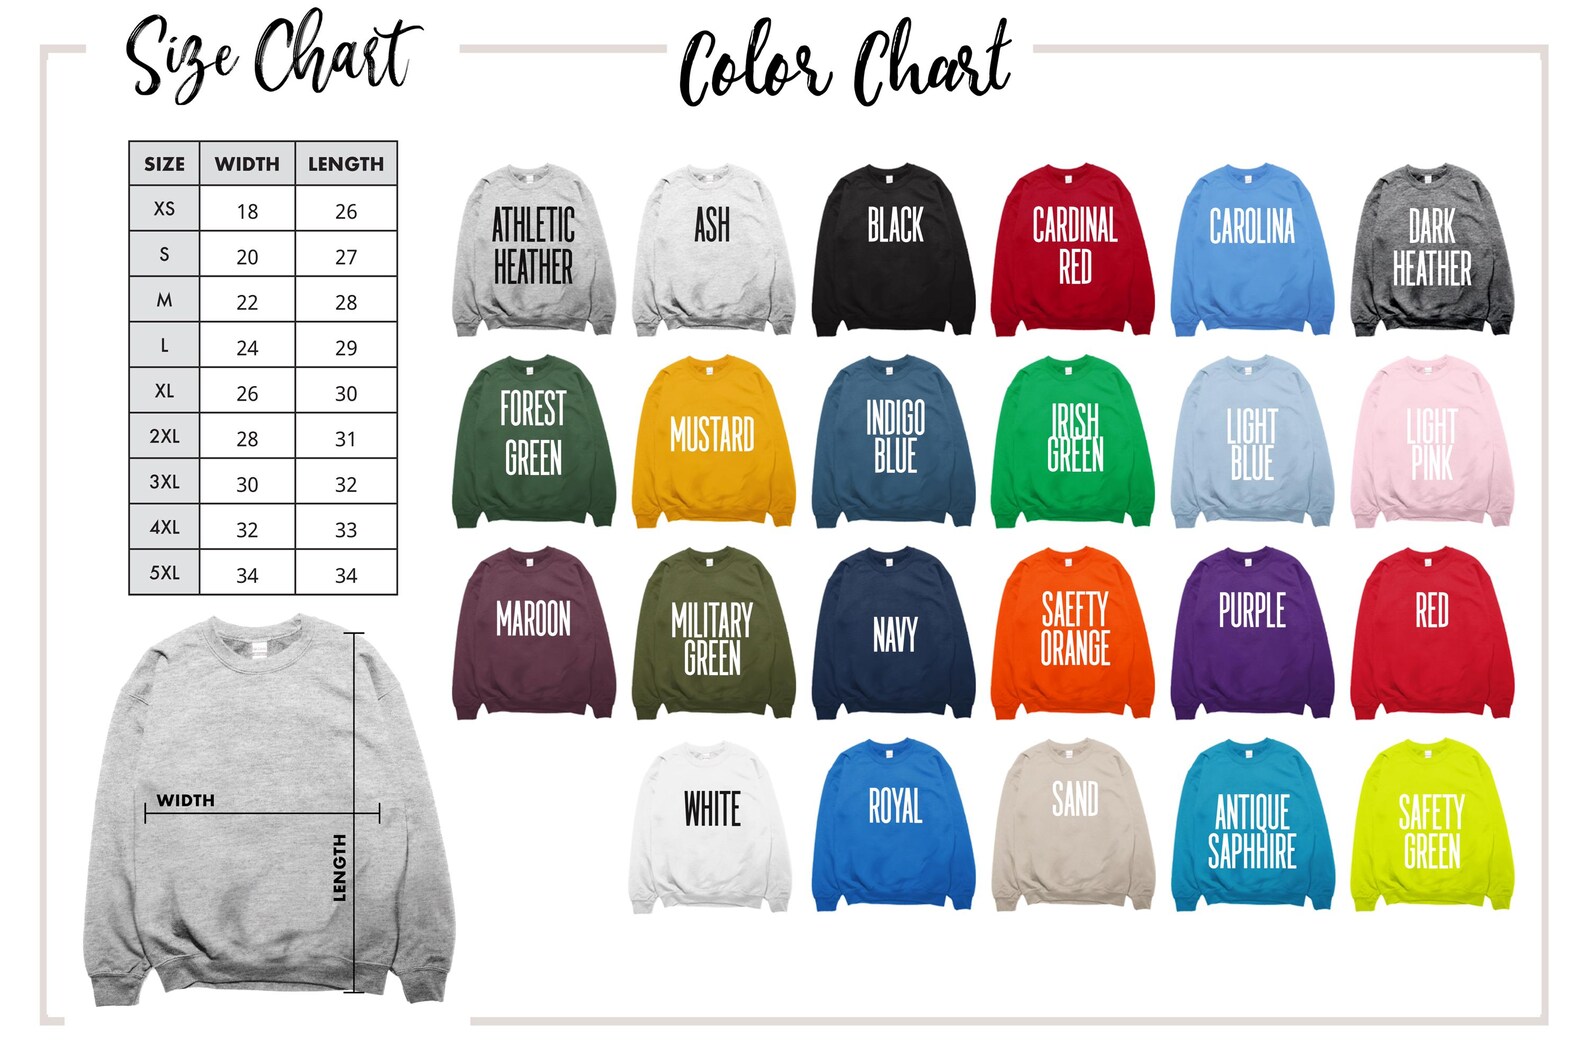 Size Chart
Color Chart
SIZE WIDTH LENGTH
XS 18 26
S 20 27
M 22 28
L 24 29
XL 26 30
2XL 28 31
3XL 30 32
4XL 32 33
5XL 34 34
WIDTH
LENGTH
ATHLETIC
HEATHER
ASH
BLACK
CARDINAL
RED
CAROLINA
DARK
HEATHER
FOREST
GREEN
MUSTARD
INDIGO
BLUE
IRISH
GREEN
LIGHT
BLUE
LIGHT
PINK
MAROON
MILITARY
GREEN
NAVY
SAEFTY
ORANGE
PURPLE
RED
WHITE
ROYAL
SAND
ANTIQUE
SAPHHIRE
SAFETY
GREEN